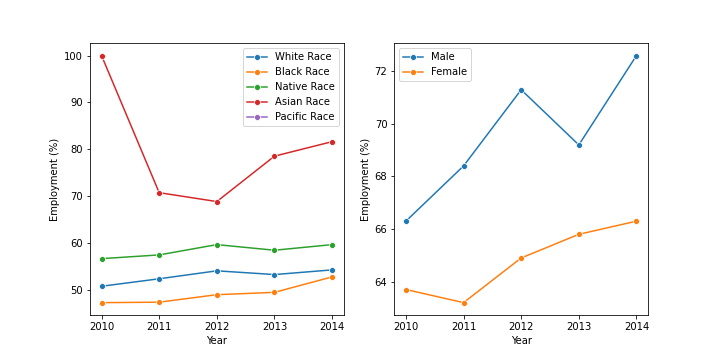 100
90
80
70
60
50
Employment (%)
2010 2011 2012 2013 2014
Year
White Race
Black Race
Native Race
Asian Race
Pacific Race
72
70
68
66
64
Employment (%)
2010 2011 2012 2013 2014
Year
Male
Female